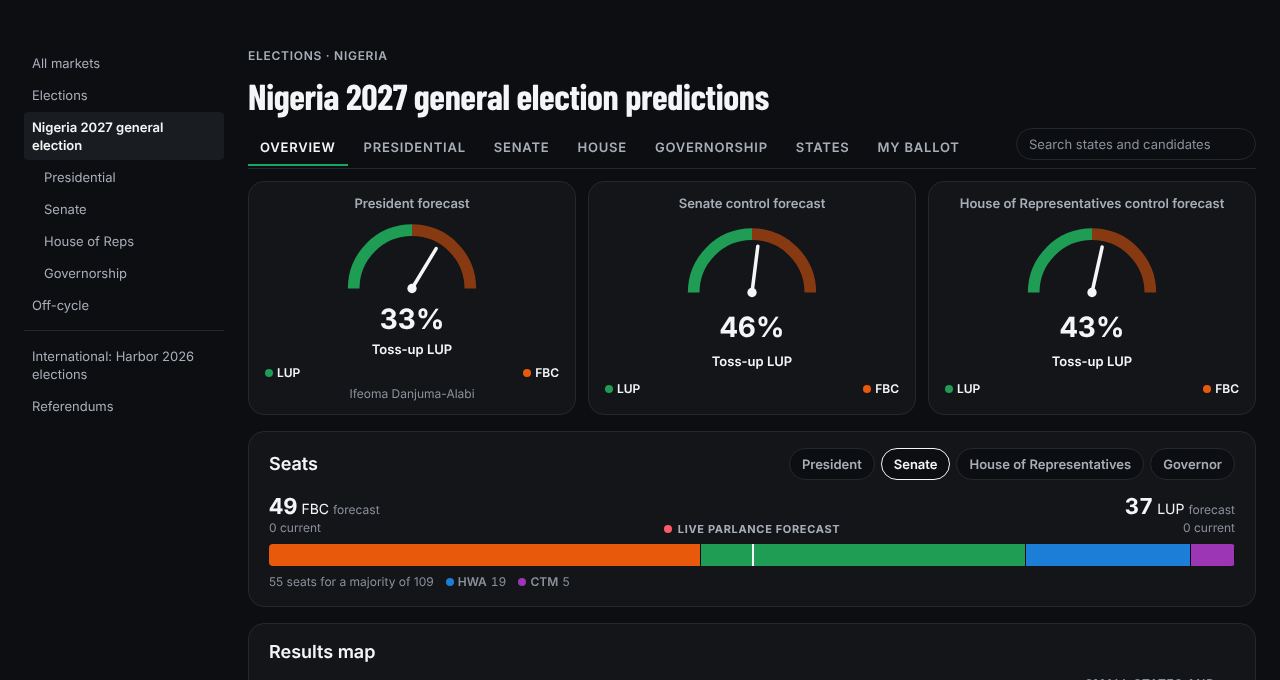 All markets
Elections
Nigeria 2027 general
election
Presidential
Senate
House of Reps
Governorship
Off-cycle
International: Harbor 2026
elections
Referendums
ELECTIONS · NIGERIA
Nigeria 2027 general election predictions
OVERVIEW PRESIDENTIAL SENATE HOUSE GOVERNORSHIP STATES MY BALLOT
Search states and candidates
President forecast
33%
Toss-up LUP
LUP FBC
Ifeoma Danjuma-Alabi
Senate control forecast
46%
Toss-up LUP
LUP FBC
House of Representatives control forecast
43%
Toss-up LUP
LUP FBC
Seats
President Senate House of Representatives Governor
49 FBC forecast
0 current
LIVE PARLANCE FORECAST
37 LUP forecast
0 current
55 seats for a majority of 109 HWA 19 CTM 5
Results map